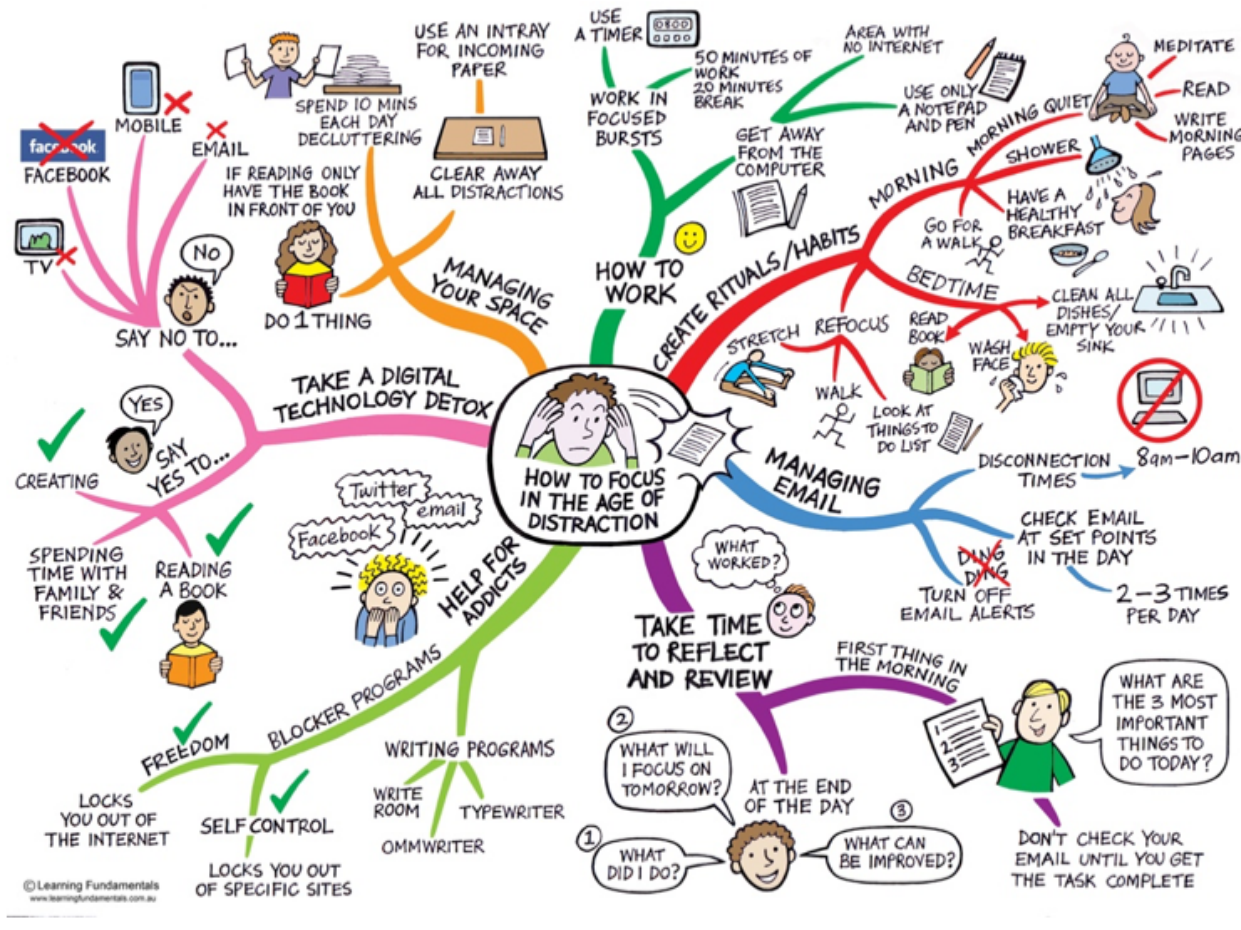 HOW TO FOCUS
IN THE AGE OF
DISTRACTION
HOW TO
WORK
WORK IN
FOCUSED
BURSTS
USE
A TIMER
50 MINUTES OF
WORK
20 MINUTES
BREAK
GET AWAY
FROM THE
COMPUTER
AREA WITH
NO INTERNET
USE ONLY
A NOTEPAD
AND PEN
CREATE RITUALS/HABITS
MORNING
MORNING QUIET
MEDITATE
READ
WRITE
MORNING
PAGES
SHOWER
HAVE A
HEALTHY
BREAKFAST
GO FOR
A WALK
BEDTIME
CLEAN ALL
DISHES/
EMPTY YOUR
SINK
READ
BOOK
WASH
FACE
REFOCUS
STRETCH
WALK
LOOK AT
THINGS TO
DO LIST
MANAGING
EMAIL
DISCONNECTION
TIMES
8am-10am
CHECK EMAIL
AT SET POINTS
IN THE DAY
2-3 TIMES
PER DAY
DING
DING
TURN OFF
EMAIL ALERTS
WHAT
WORKED?
TAKE TIME
TO REFLECT
AND REVIEW
FIRST THING IN
THE MORNING
1
2
3
WHAT ARE
THE 3 MOST
IMPORTANT
THINGS TO
DO TODAY?
DON'T CHECK YOUR
EMAIL UNTIL YOU GET
THE TASK COMPLETE
AT THE END
OF THE DAY
1
WHAT
DID I DO?
2
WHAT WILL
I FOCUS ON
TOMORROW?
3
WHAT CAN
BE IMPROVED?
HELP FOR
ADDICTS
Twitter
email
Facebook
BLOCKER PROGRAMS
FREEDOM
LOCKS
YOU OUT OF
THE INTERNET
SELF CONTROL
LOCKS YOU OUT
OF SPECIFIC SITES
WRITING PROGRAMS
WRITE
ROOM
OMMWRITER
TYPEWRITER
TAKE A DIGITAL
TECHNOLOGY DETOX
NO
SAY NO TO...
TV
facebook
FACEBOOK
MOBILE
EMAIL
YES
SAY
YES TO...
CREATING
SPENDING
TIME WITH
FAMILY &
FRIENDS
READING
A BOOK
MANAGING
YOUR SPACE
SPEND 10 MINS
EACH DAY
DECLUTTERING
USE AN INTRAY
FOR INCOMING
PAPER
CLEAR AWAY
ALL DISTRACTIONS
IF READING ONLY
HAVE THE BOOK
IN FRONT OF YOU
DO 1 THING
© Learning Fundamentals
www.learningfundamentals.com.au